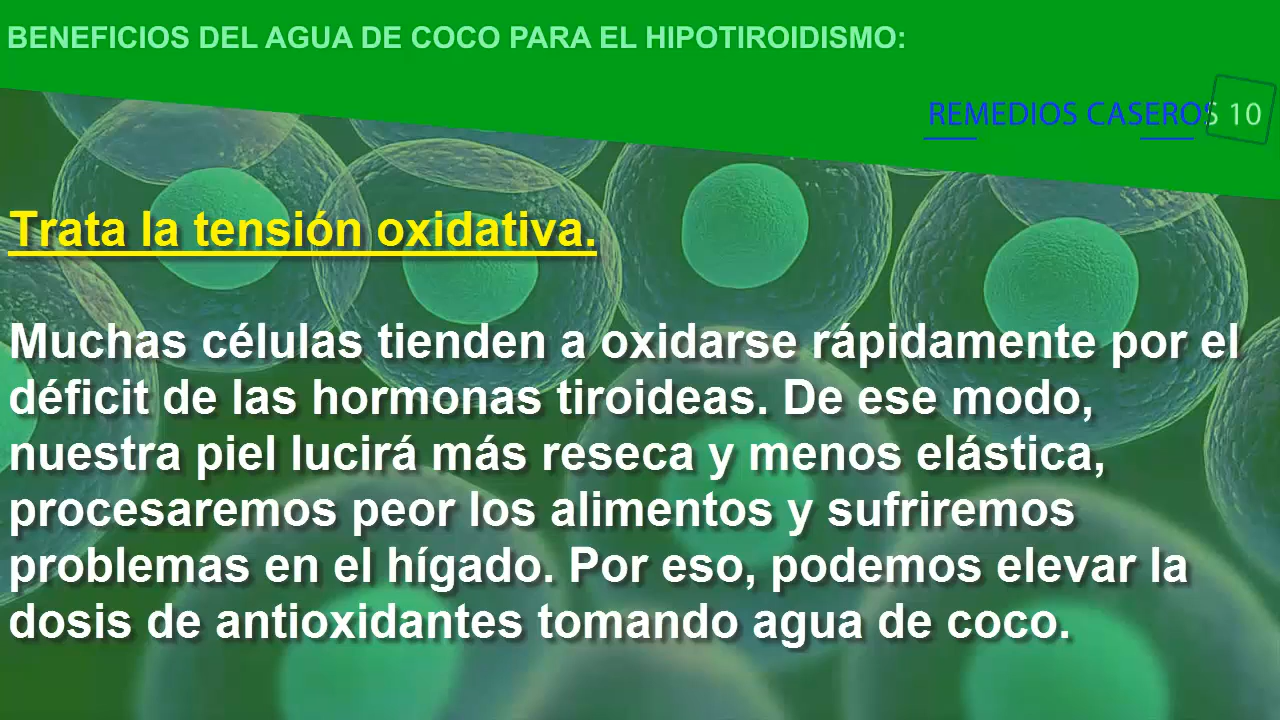 BENEFICIOS DEL AGUA DE COCO PARA EL HIPOTIROIDISMO:
REMEDIOS CASEROS 10
Trata la tensión oxidativa.
Muchas células tienden a oxidarse rápidamente por el
déficit de las hormonas tiroideas. De ese modo,
nuestra piel lucirá más reseca y menos elástica,
procesaremos peor los alimentos y sufriremos
problemas en el hígado. Por eso, podemos elevar la
dosis de antioxidantes tomando agua de coco.